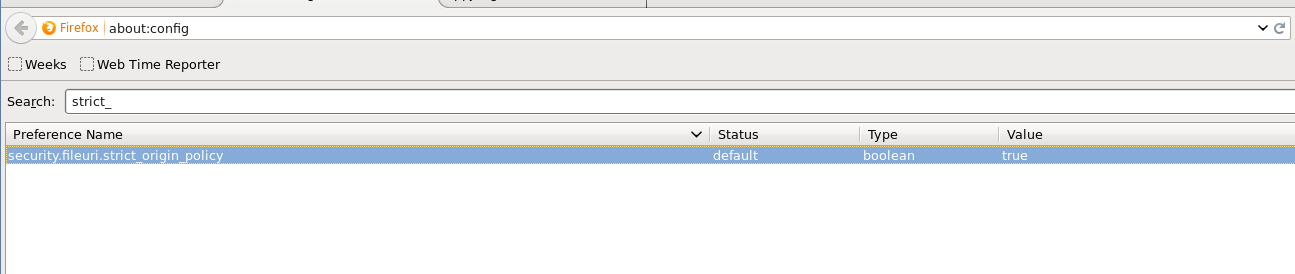 Firefox about:config
Weeks Web Time Reporter
Search: strict_
Preference Name Status Type Value
security.fileuri.strict_origin_policy default boolean true